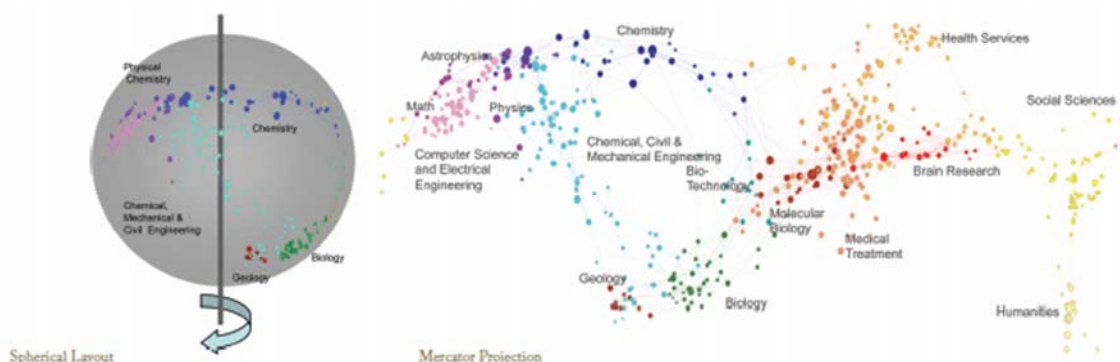 Physical
Chemistry
Chemistry
Chemical,
Mechanical &
Civil Engineering
Geology
Biology
Spherical Layout
Chemistry
Astrophysics
Health Services
Math
Physics
Social Sciences
Computer Science
and Electrical
Engineering
Chemical, Civil &
Mechanical Engineering
Bio-
Technology
Brain Research
Molecular
Biology
Medical
Treatment
Geology
Biology
Humanities
Mercator Projection